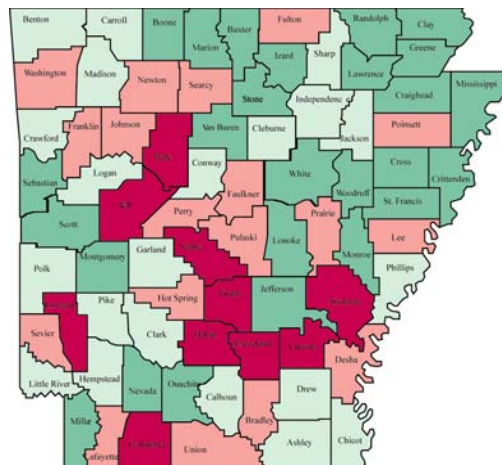 Benton
Carroll
Boone
Baxter
Fulton
Randolph
Clay
Marion
Izard
Sharp
Greene
Lawrence
Washington
Madison
Newton
Searcy
Stone
Independenc
Mississippi
Craighead
Crawford
Franklin
Johnson
Van Buren
Cleburne
Jackson
Poinsett
Logan
Conway
White
Cross
Crittenden
Sebastian
Faulkner
Woodruff
St. Francis
Scott
Perry
Pulaski
Prairie
Lonoke
Lee
Montgomery
Garland
Monroe
Phillips
Polk
Hot Spring
Jefferson
Pike
Clark
Sevier
Desha
Little River
Hempstead
Nevada
Ouachita
Calhoun
Drew
Bradley
Lafayette
Union
Ashley
Chicot